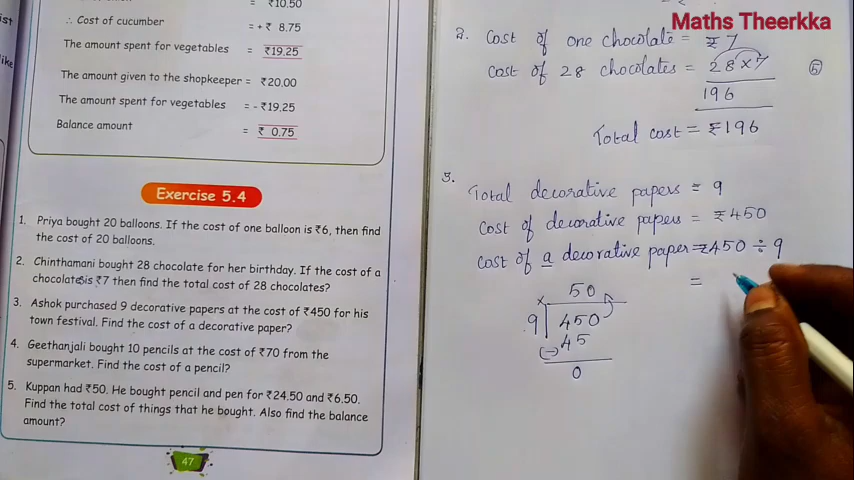 Maths Theerkka
= ₹10.50
∴ Cost of cucumber = + ₹ 8.75
The amount spent for vegetables = ₹19.25
The amount given to the shopkeeper = ₹20.00
The amount spent for vegetables = - ₹19.25
Balance amount = ₹ 0.75
Exercise 5.4
1. Priya bought 20 balloons. If the cost of one balloon is ₹6, then find
the cost of 20 balloons.
2. Chinthamani bought 28 chocolate for her birthday. If the cost of a
chocolate is ₹7 then find the total cost of 28 chocolates?
3. Ashok purchased 9 decorative papers at the cost of ₹450 for his
town festival. Find the cost of a decorative paper?
4. Geethanjali bought 10 pencils at the cost of ₹70 from the
supermarket. Find the cost of a pencil?
5. Kuppan had ₹50. He bought pencil and pen for ₹24.50 and ₹6.50.
Find the total cost of things that he bought. Also find the balance
amount?
47
2. Cost of one chocolate = ₹7
Cost of 28 chocolates = 28 × 7
5
196
Total cost = ₹196
3.
Total decorative papers = 9
Cost of decorative papers = ₹450
Cost of a decorative paper = ₹450 ÷ 9
=
× 50
9 450
(-) 45
0